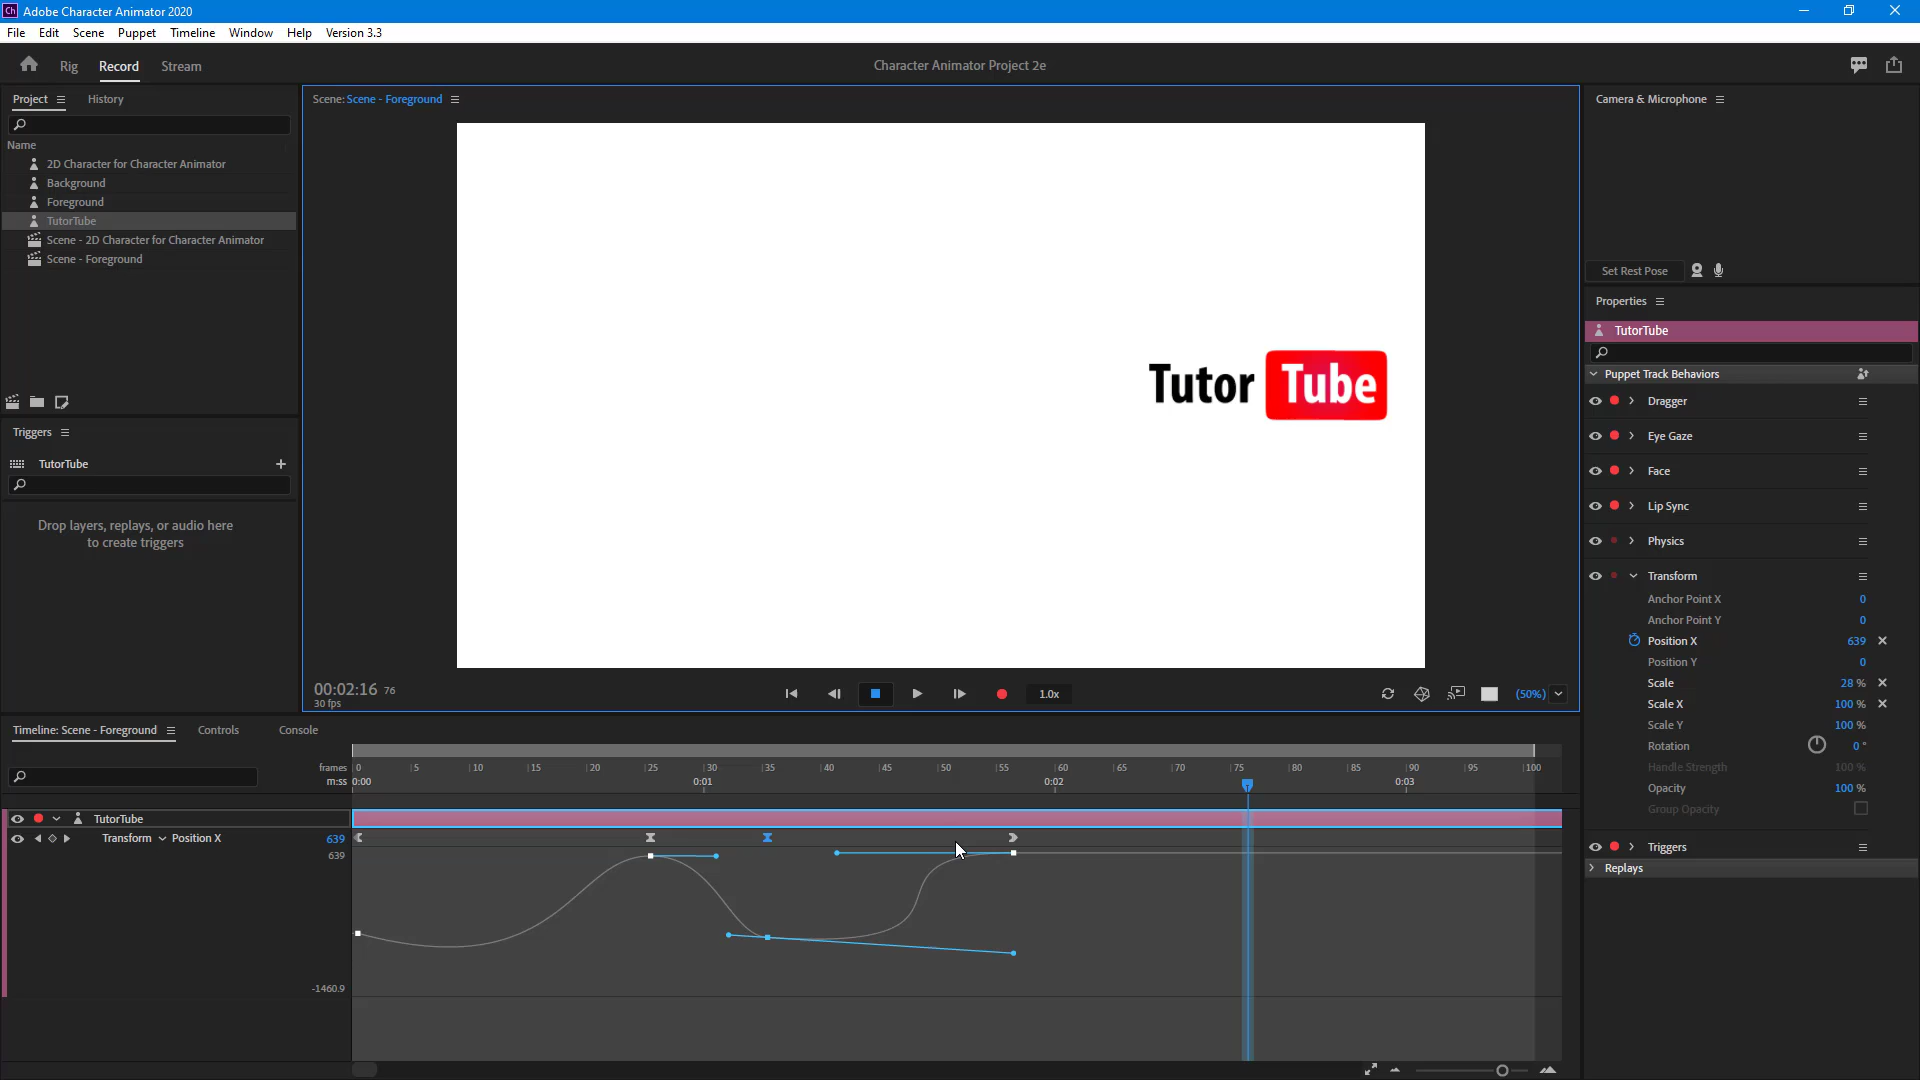 Ch Adobe Character Animator 2020
File Edit Scene Puppet Timeline Window Help Version 3.3
Rig Record Stream
Character Animator Project 2e
Project History
Name
2D Character for Character Animator
Background
Foreground
TutorTube
Scene - 2D Character for Character Animator
Scene - Foreground
Triggers
TutorTube
Drop layers, replays, or audio here
to create triggers
Scene: Scene - Foreground
Tutor Tube
00:02:16 76
30 fps
1.0x
(50%)
Camera & Microphone
Set Rest Pose
Properties
TutorTube
Puppet Track Behaviors
Dragger
Eye Gaze
Face
Lip Sync
Physics
Transform
Anchor Point X 0
Anchor Point Y 0
Position X 639
Position Y 0
Scale 28 %
Scale X 100 %
Scale Y 100 %
Rotation 0 °
Handle Strength 100 %
Opacity 100 %
Group Opacity
Triggers
Replays
Timeline: Scene - Foreground Controls Console
frames 0 5 10 15 20 25 30 35 40 45 50 55 60 65 70 75 80 85 90 95 100
m:ss 0:00 0:01 0:02 0:03
TutorTube
Transform Position X 639
639
-1460.9